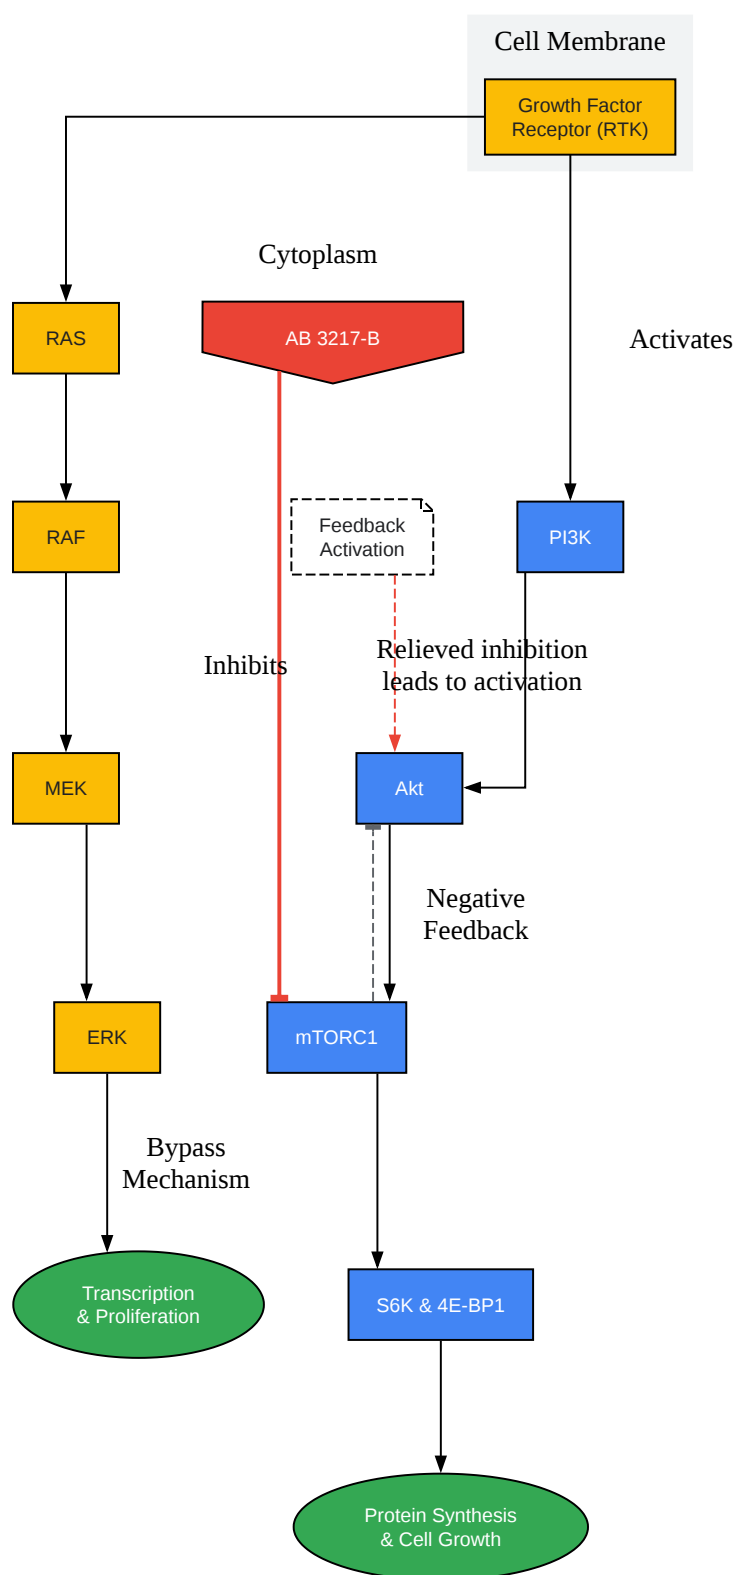 Cell Membrane
Growth Factor
Receptor (RTK)
Cytoplasm
RAS
AB 3217-B
Activates
RAF
Feedback
Activation
PI3K
Inhibits
Relieved inhibition
leads to activation
MEK
Akt
Negative
Feedback
ERK
mTORC1
Bypass
Mechanism
Transcription
& Proliferation
S6K & 4E-BP1
Protein Synthesis
& Cell Growth